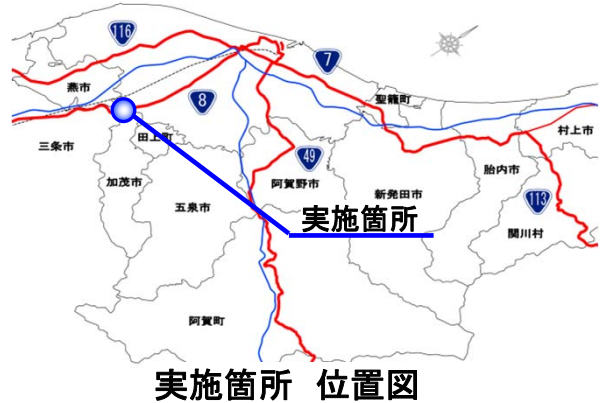 116
7
燕市
8
聖籠町
三条市
田上町
村上市
49
加茂市
阿賀野市
胎内市
新発田市
113
五泉市
実施箇所
関川村
阿賀町
実施箇所 位置図